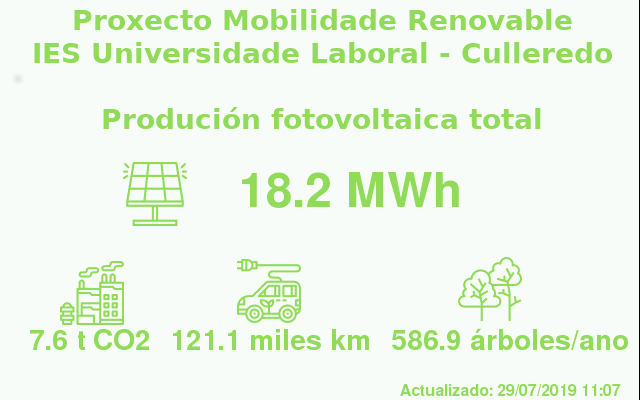 Proxecto Mobilidade Renovable
IES Universidade Laboral - Culleredo
Produción fotovoltaica total
18.2 MWh
7.6 t CO2 121.1 miles km 586.9 árboles/ano
Actualizado: 29/07/2019 11:07